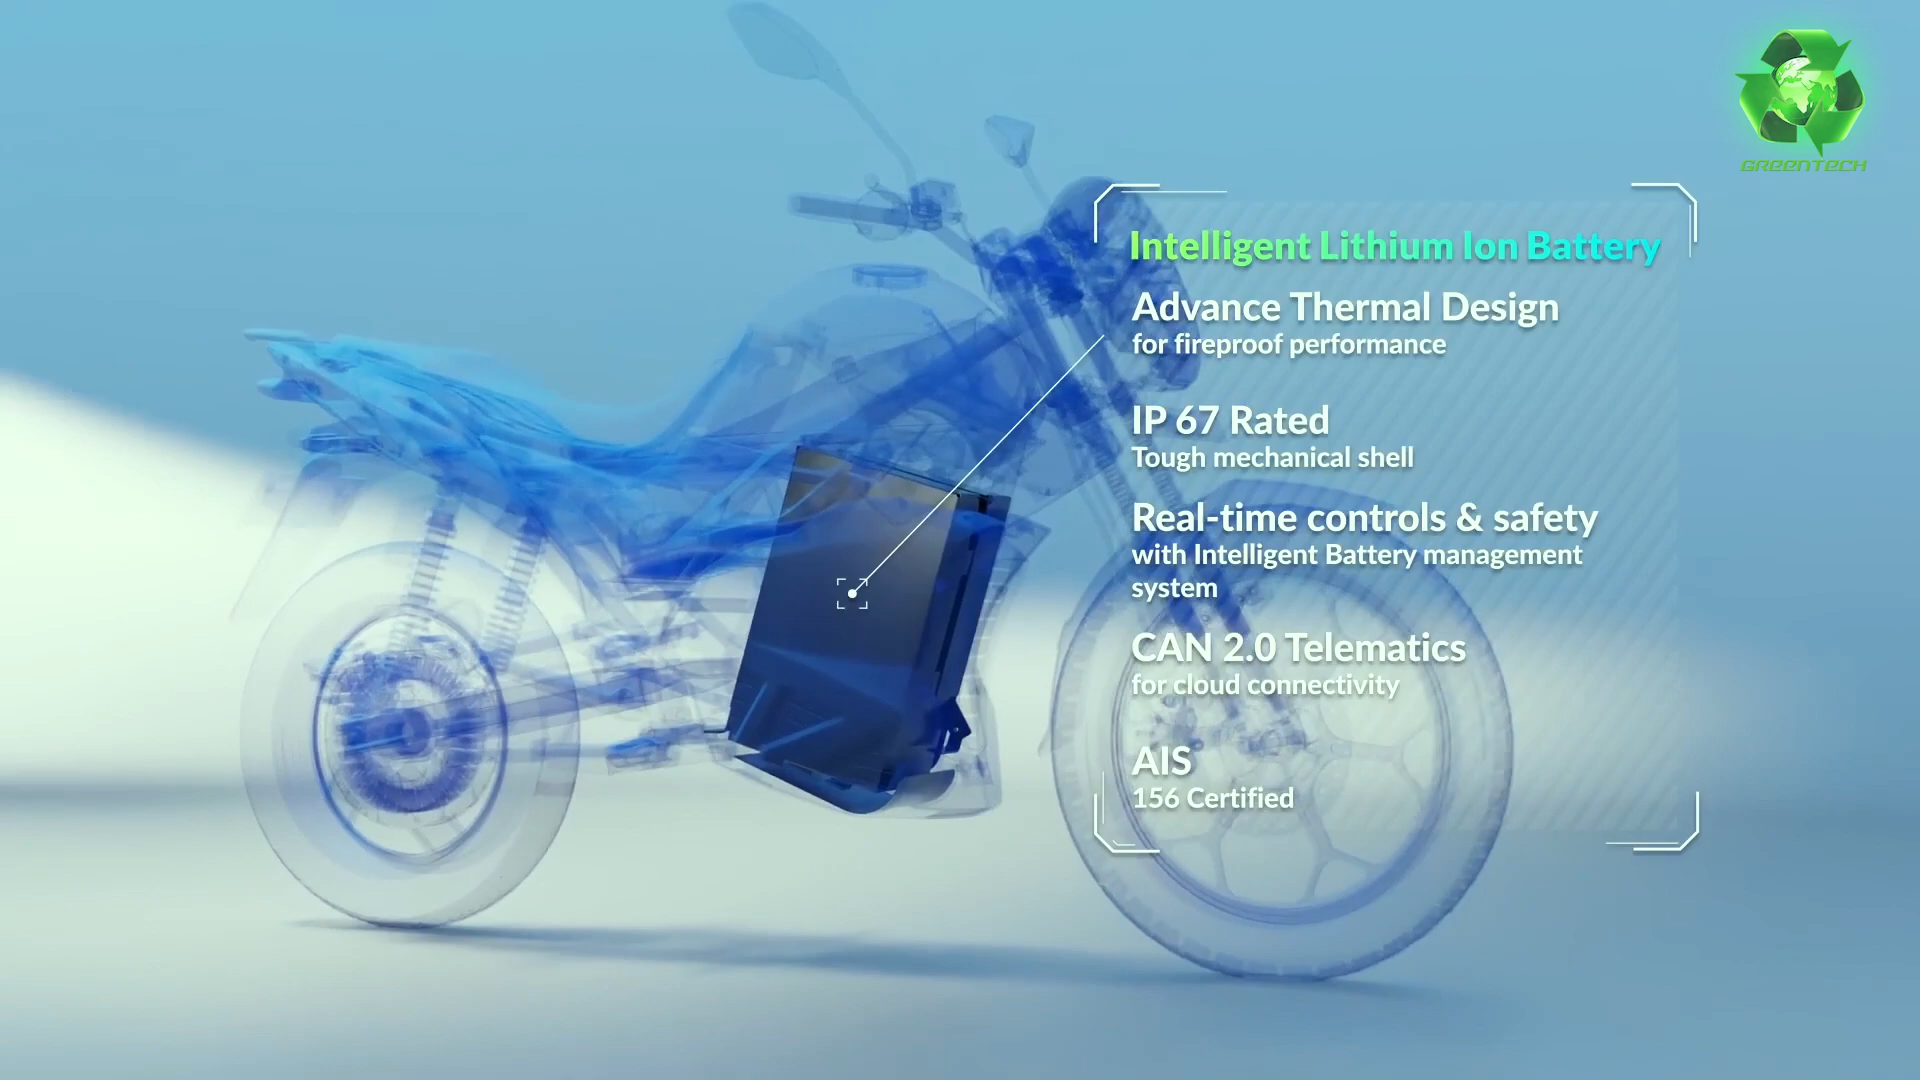 GREENTECH
Intelligent Lithium Ion Battery
Advance Thermal Design
for fireproof performance
IP 67 Rated
Tough mechanical shell
Real-time controls & safety
with Intelligent Battery management
system
CAN 2.0 Telematics
for cloud connectivity
AIS
156 Certified